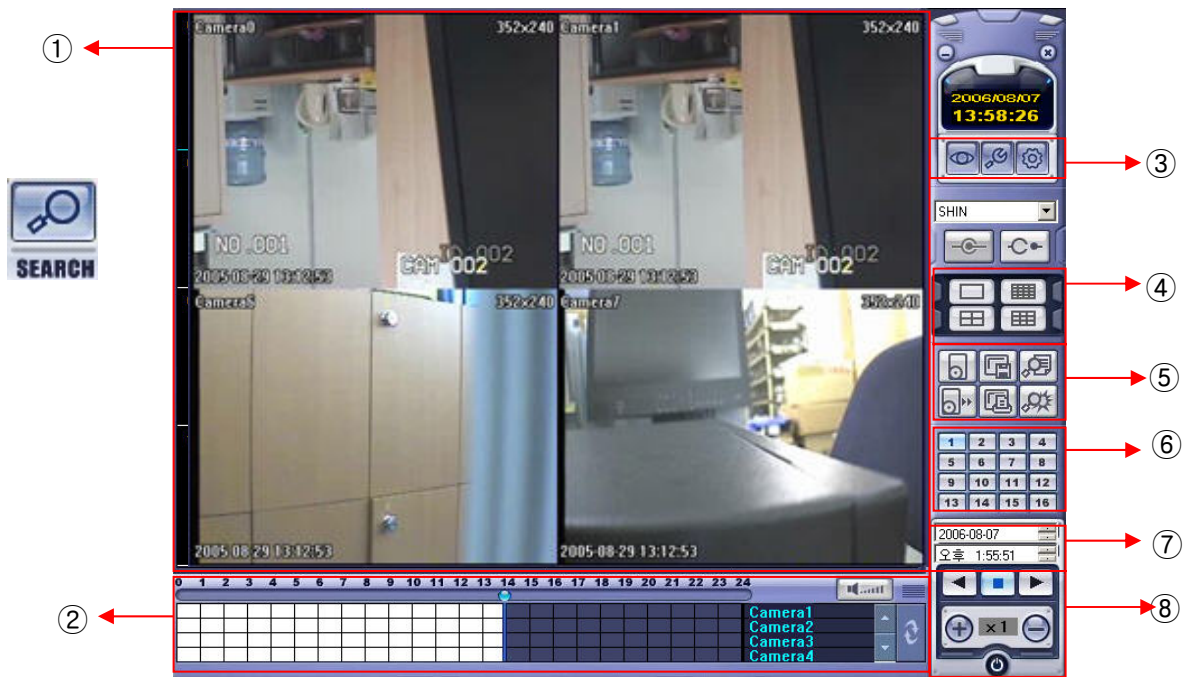 ①
Camera0 352x240
Camera1 352x240
NO .001
CAM 002
2005-08-29 13:12:53
NO .001
CAM 002
2005-08-29 13:12:53
352x240
Camera7 352x240
2005-08-29 13:12:53
2005-08-29 13:12:53
SEARCH
2006/08/07
13:58:26
③
SHIN
④
⑤
1 2 3 4
5 6 7 8
9 10 11 12
13 14 15 16
⑥
2006-08-07
오후 1:55:51
⑦
x1
⑧
②
0 1 2 3 4 5 6 7 8 9 10 11 12 13 14 15 16 17 18 19 20 21 22 23 24
Camera1
Camera2
Camera3
Camera4